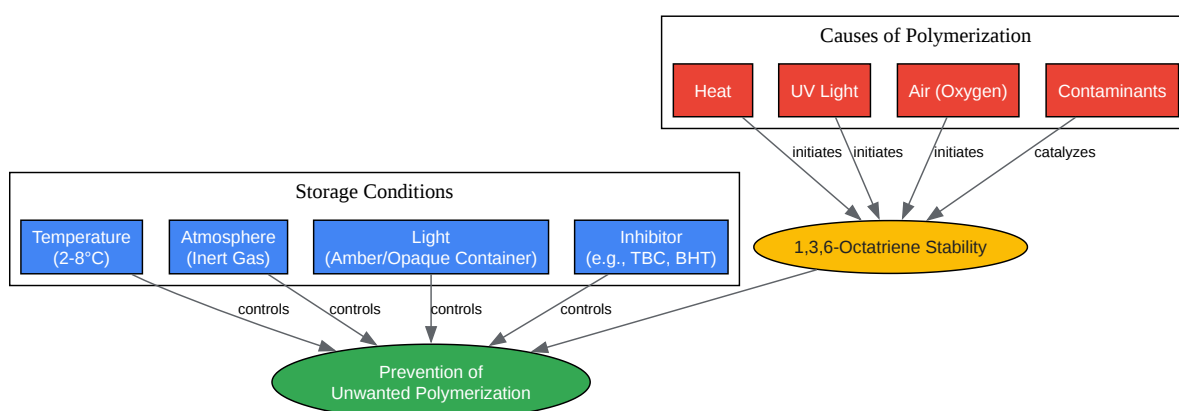 Causes of Polymerization
Heat
UV Light
Air (Oxygen)
Contaminants
initiates
initiates
initiates
catalyzes
Storage Conditions
Temperature
(2-8°C)
Atmosphere
(Inert Gas)
Light
(Amber/Opaque Container)
Inhibitor
(e.g., TBC, BHT)
1,3,6-Octatriene Stability
controls
controls
controls
controls
Prevention of
Unwanted Polymerization